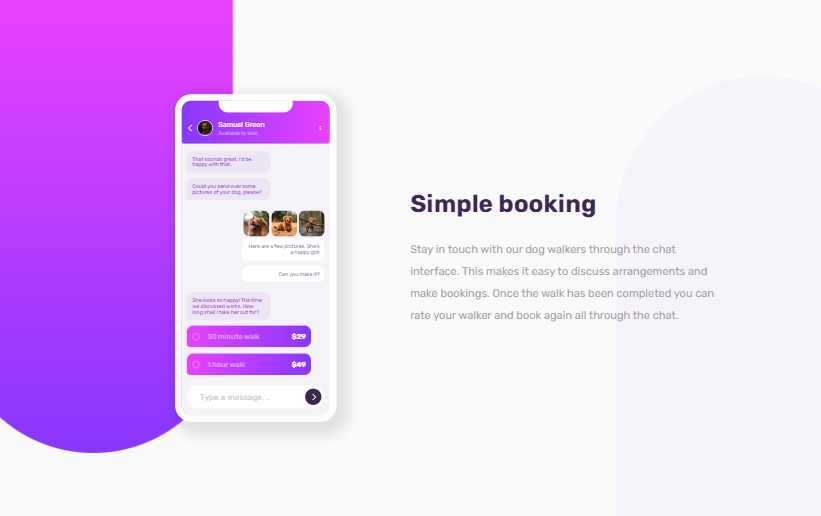 Samuel Green
Available to Walk
That sounds great. I'd be
happy with that.
Could you send over some
pictures of your dog, please?
Here are a few pictures. She's
a happy girl!
Can you make it?
She looks so happy! The time
we discussed works. How
long shall I take her out for?
30 minute walk $29
1 hour walk $49
Type a message...
Simple booking
Stay in touch with our dog walkers through the chat
interface. This makes it easy to discuss arrangements and
make bookings. Once the walk has been completed you can
rate your walker and book again all through the chat.